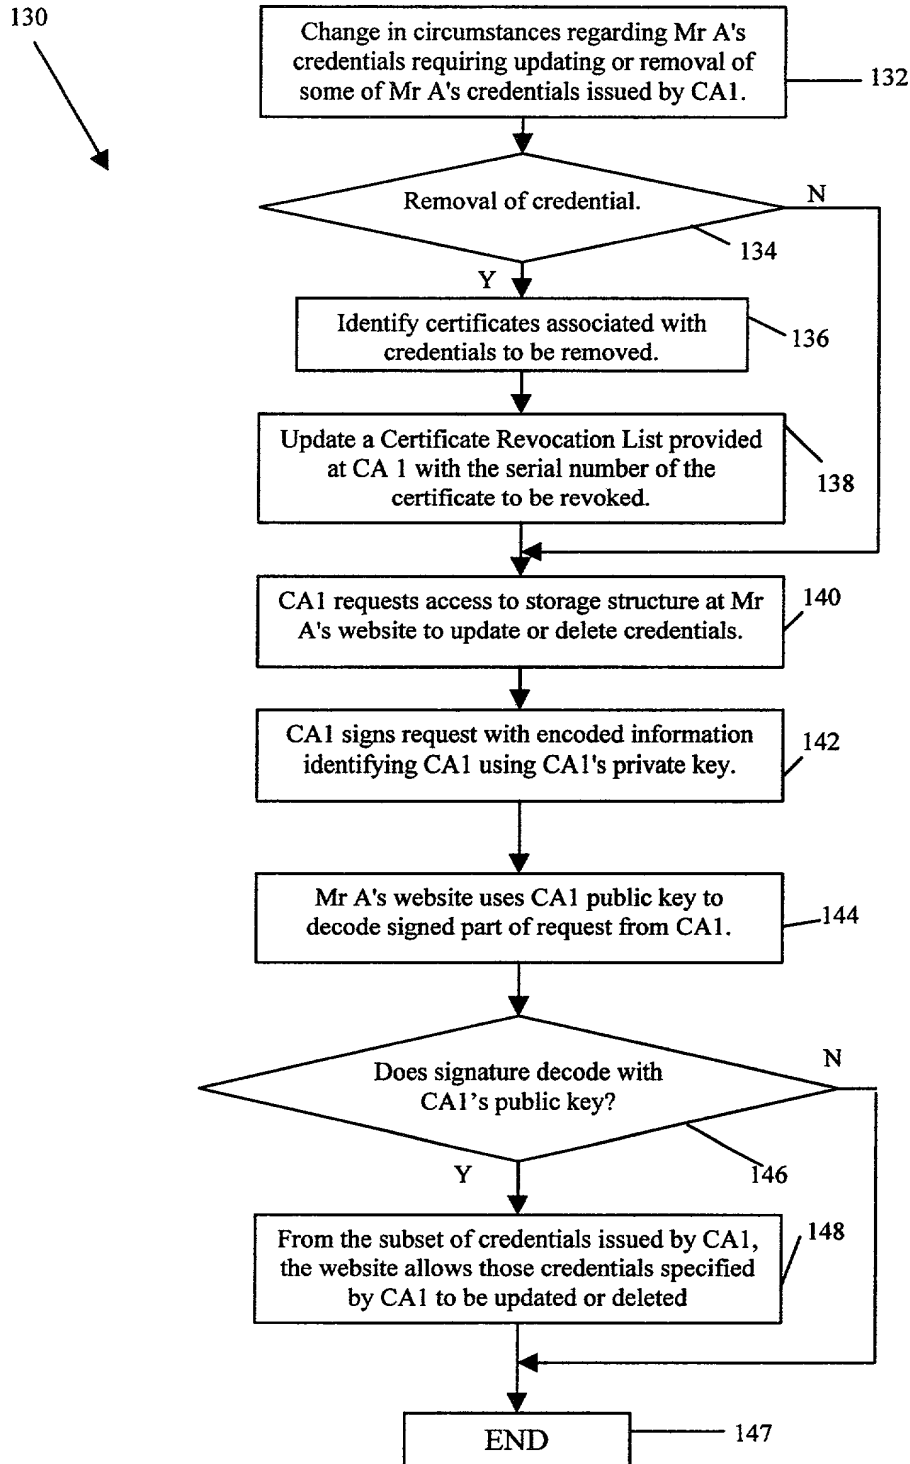 130
Change in circumstances regarding Mr A's
credentials requiring updating or removal of
some of Mr A's credentials issued by CA1.
132
Removal of credential.
N
134
Y
Identify certificates associated with
credentials to be removed.
136
Update a Certificate Revocation List provided
at CA 1 with the serial number of the
certificate to be revoked.
138
CA1 requests access to storage structure at Mr
A's website to update or delete credentials.
140
CA1 signs request with encoded information
identifying CA1 using CA1's private key.
142
Mr A's website uses CA1 public key to
decode signed part of request from CA1.
144
Does signature decode with
CA1's public key?
N
146
Y
From the subset of credentials issued by CA1,
the website allows those credentials specified
by CA1 to be updated or deleted
148
END
147